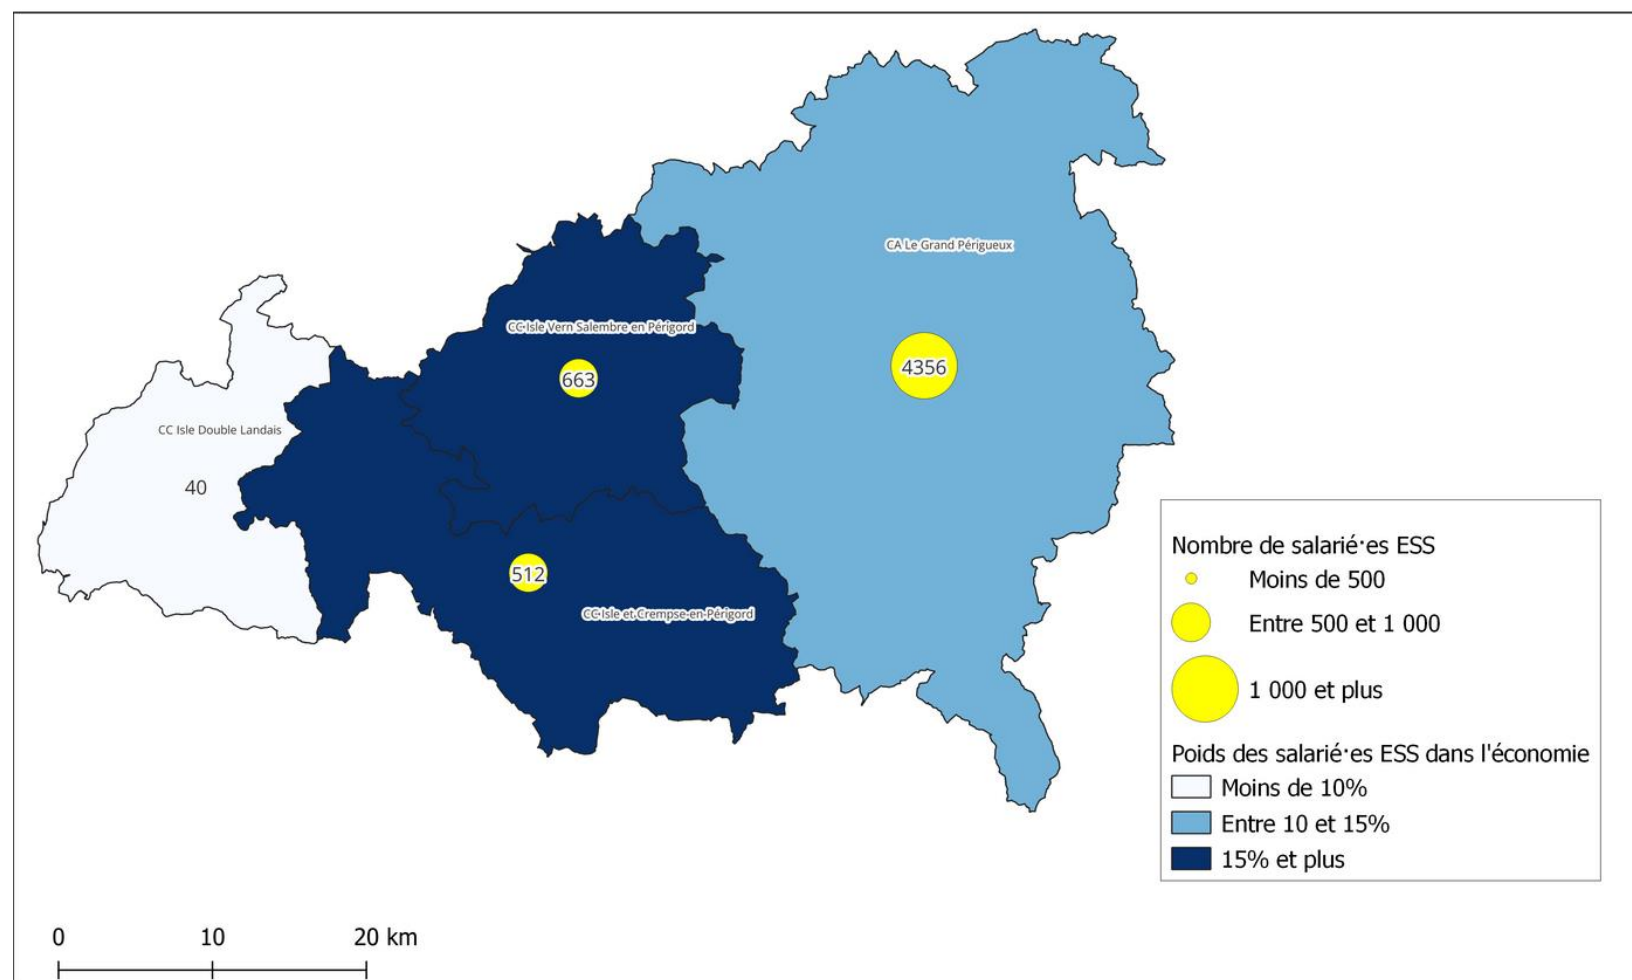 CA Le Grand Périgueux
CC Isle Vern Salembre en Périgord
4356
663
CC Isle Double Landais
40
512
CC Isle et Crempse-en-Périgord
Nombre de salarié·es ESS
Moins de 500
Entre 500 et 1 000
1 000 et plus
Poids des salarié·es ESS dans l'économie
Moins de 10%
Entre 10 et 15%
15% et plus
0 10 20 km